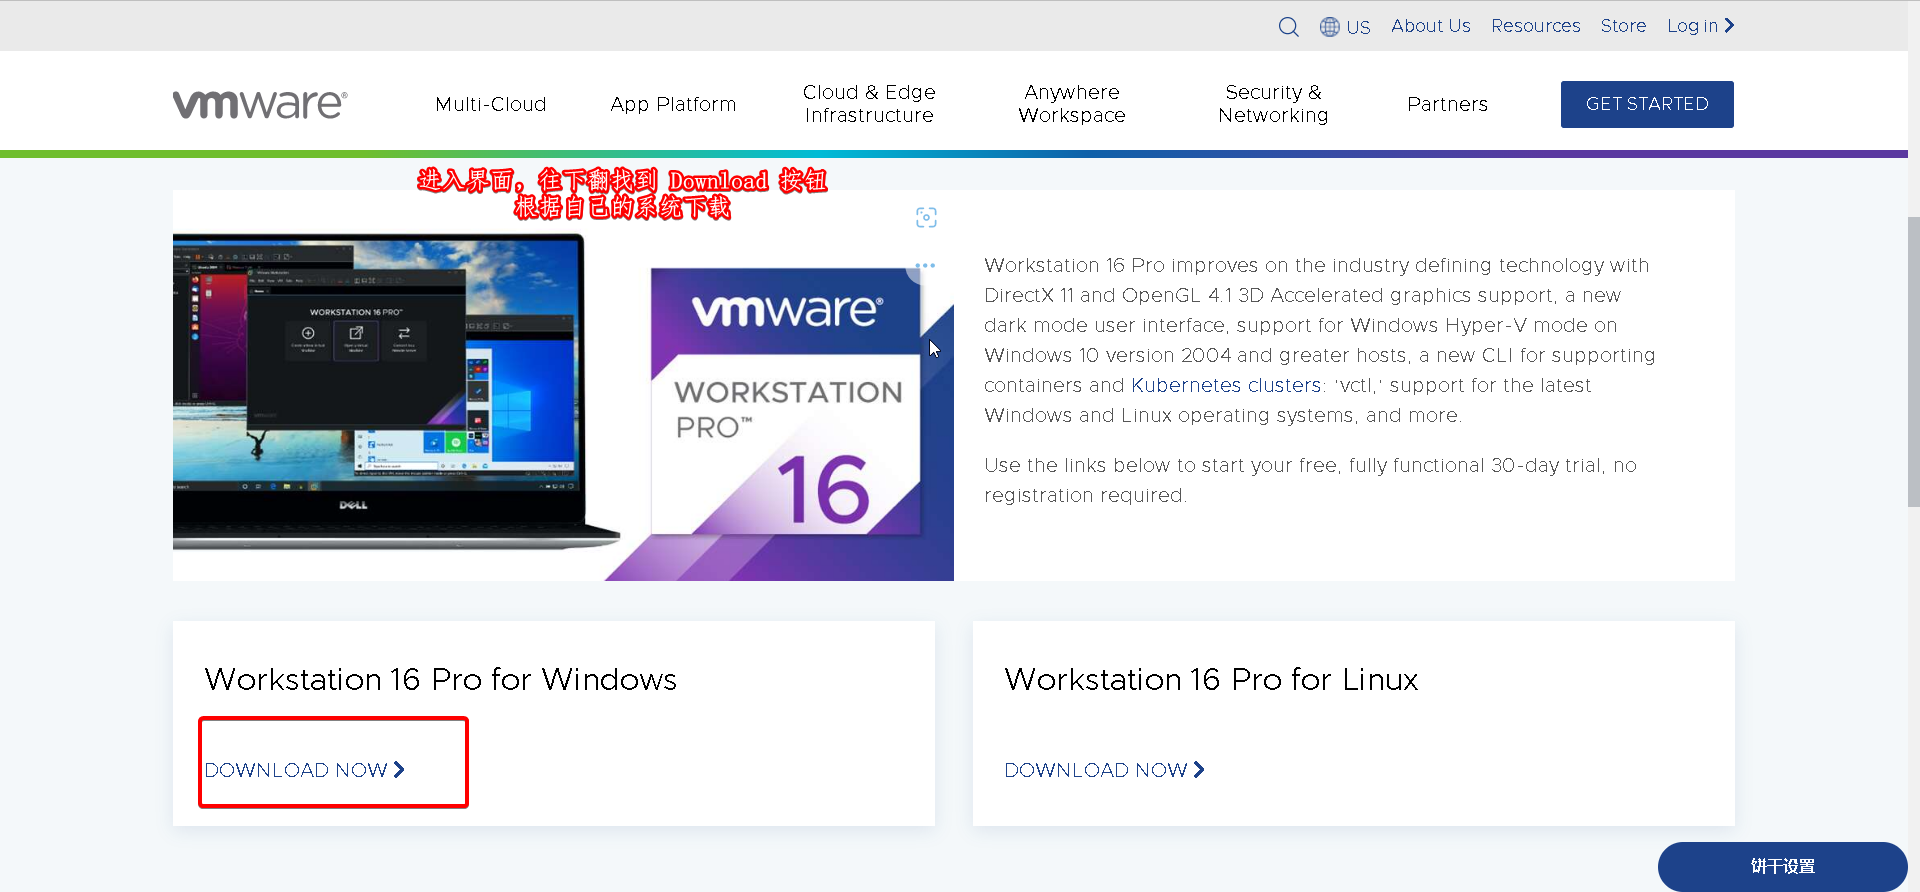 US About Us Resources Store Log in
vmware®
Multi-Cloud
App Platform
Cloud & Edge
Infrastructure
Anywhere
Workspace
Security &
Networking
Partners
GET STARTED
进入界面，往下翻找到 Download 按钮
根据自己的系统下载
WORKSTATION 16 PRO™
DELL
vmware®
WORKSTATION
PRO™
16
Workstation 16 Pro improves on the industry defining technology with
DirectX 11 and OpenGL 4.1 3D Accelerated graphics support, a new
dark mode user interface, support for Windows Hyper-V mode on
Windows 10 version 2004 and greater hosts, a new CLI for supporting
containers and Kubernetes clusters: ‘vctl,’ support for the latest
Windows and Linux operating systems, and more.
Use the links below to start your free, fully functional 30-day trial, no
registration required.
Workstation 16 Pro for Windows
DOWNLOAD NOW
Workstation 16 Pro for Linux
DOWNLOAD NOW
饼干设置